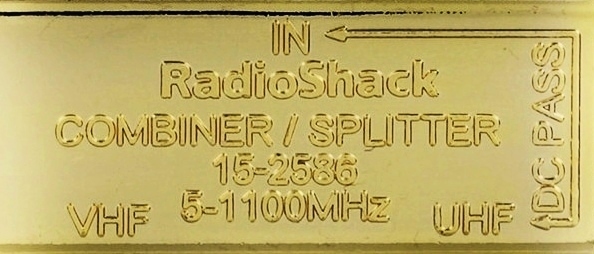 IN
RadioShack
COMBINER / SPLITTER
15-2586
5-1100MHz
VHF
UHF
DC PASS